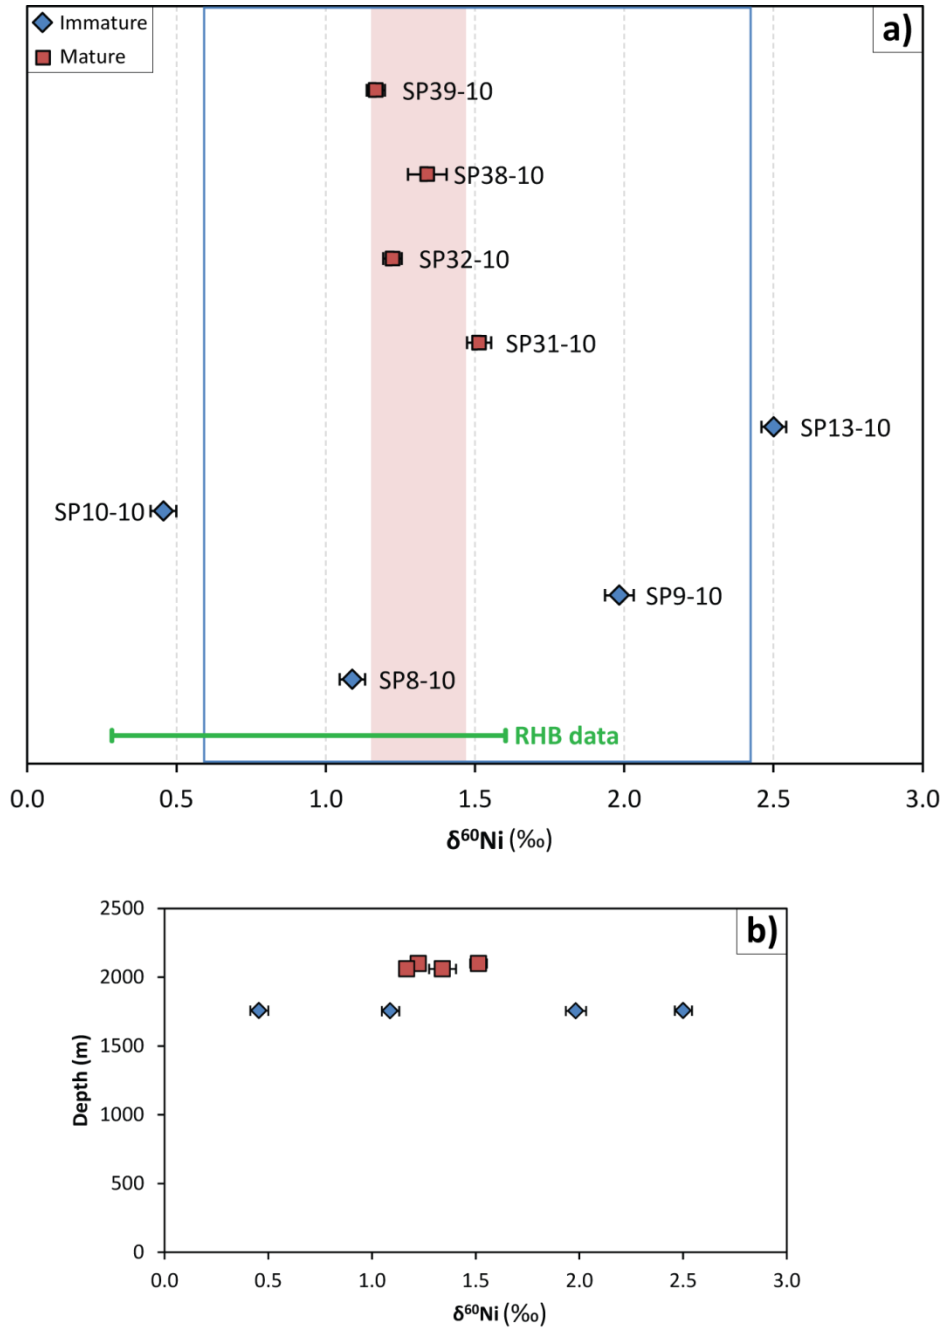 Immature
Mature
a)
SP39-10
SP38-10
SP32-10
SP31-10
SP13-10
SP10-10
SP9-10
SP8-10
RHB data
0.0 0.5 1.0 1.5 2.0 2.5 3.0
δ⁶⁰Ni (‰)
b)
2500
2000
1500
1000
500
0
Depth (m)
0.0 0.5 1.0 1.5 2.0 2.5 3.0
δ⁶⁰Ni (‰)